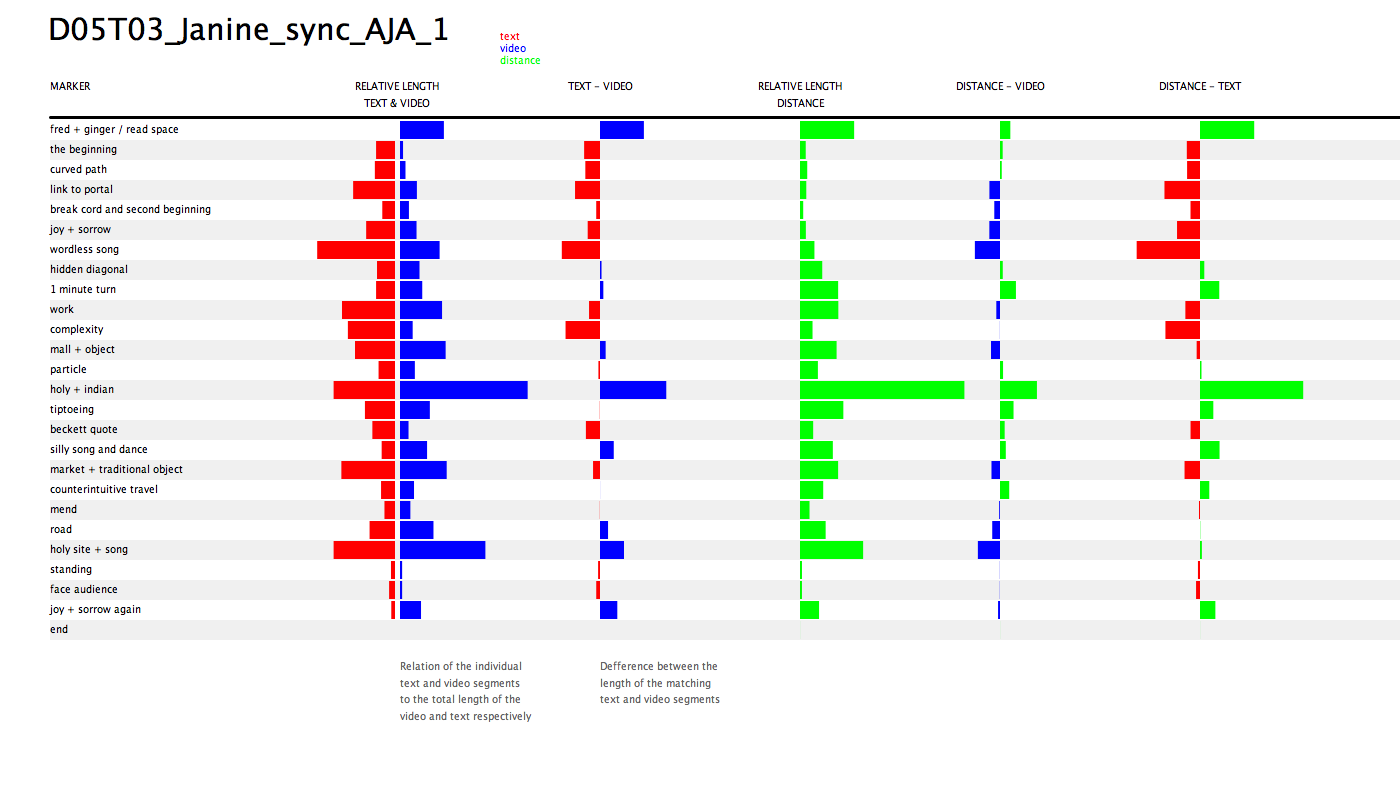 D05T03_Janine_sync_AJA_1
text
video
distance
MARKER
RELATIVE LENGTH
TEXT & VIDEO
TEXT – VIDEO
RELATIVE LENGTH
DISTANCE
DISTANCE – VIDEO
DISTANCE – TEXT
fred + ginger / read space
the beginning
curved path
link to portal
break cord and second beginning
joy + sorrow
wordless song
hidden diagonal
1 minute turn
work
complexity
mall + object
particle
holy + indian
tiptoeing
beckett quote
silly song and dance
market + traditional object
counterintuitive travel
mend
road
holy site + song
standing
face audience
joy + sorrow again
end
Relation of the individual
text and video segments
to the total length of the
video and text respectively
Defference between the
length of the matching
text and video segments